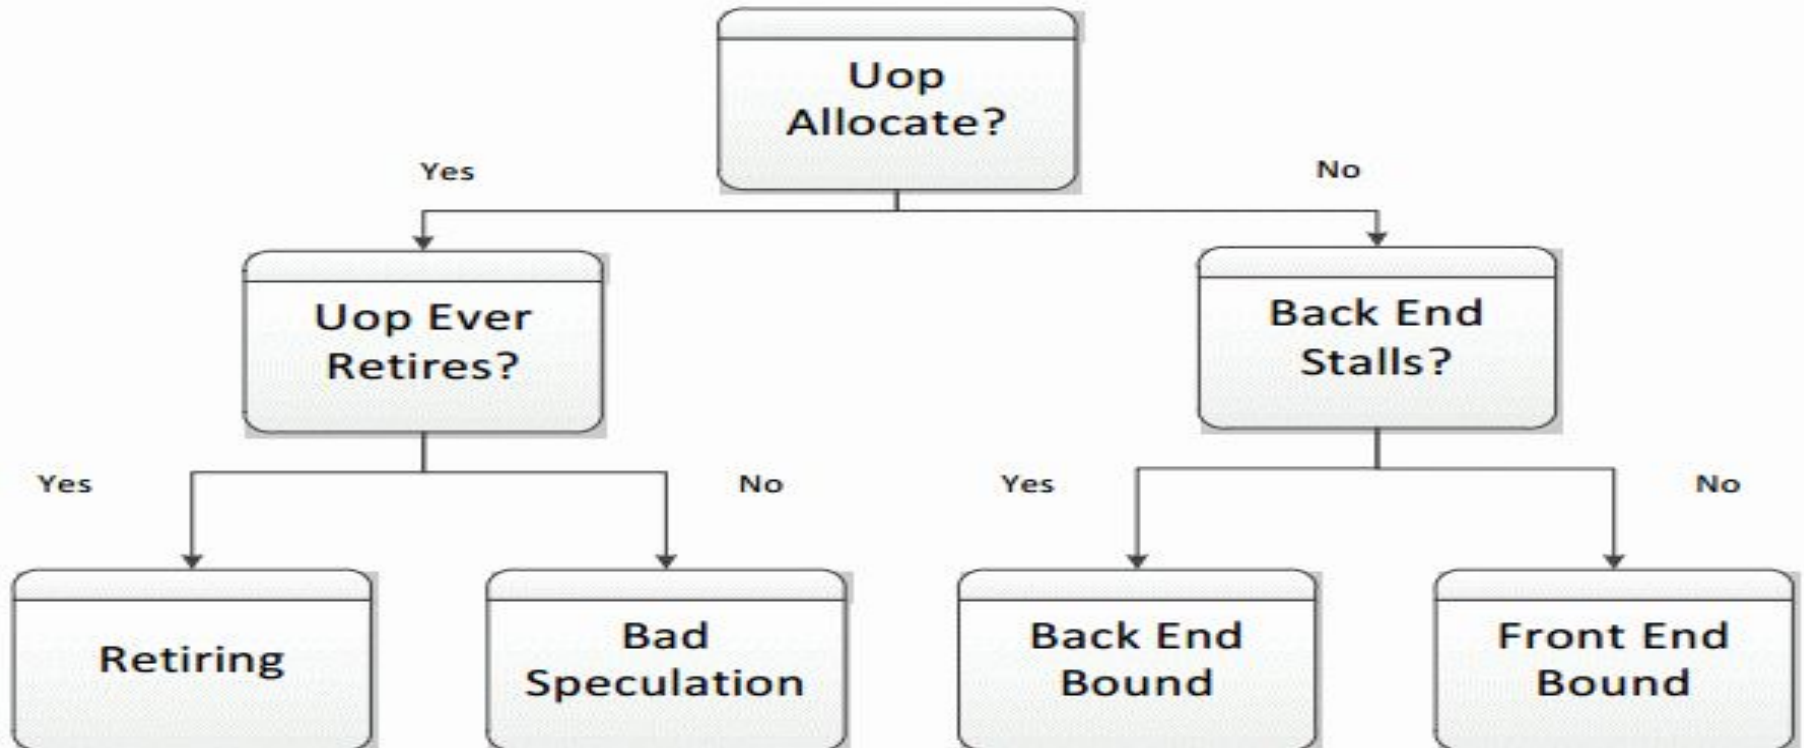 Uop
Allocate?
Yes
No
Uop Ever
Retires?
Back End
Stalls?
Yes
No
Yes
No
Retiring
Bad
Speculation
Back End
Bound
Front End
Bound